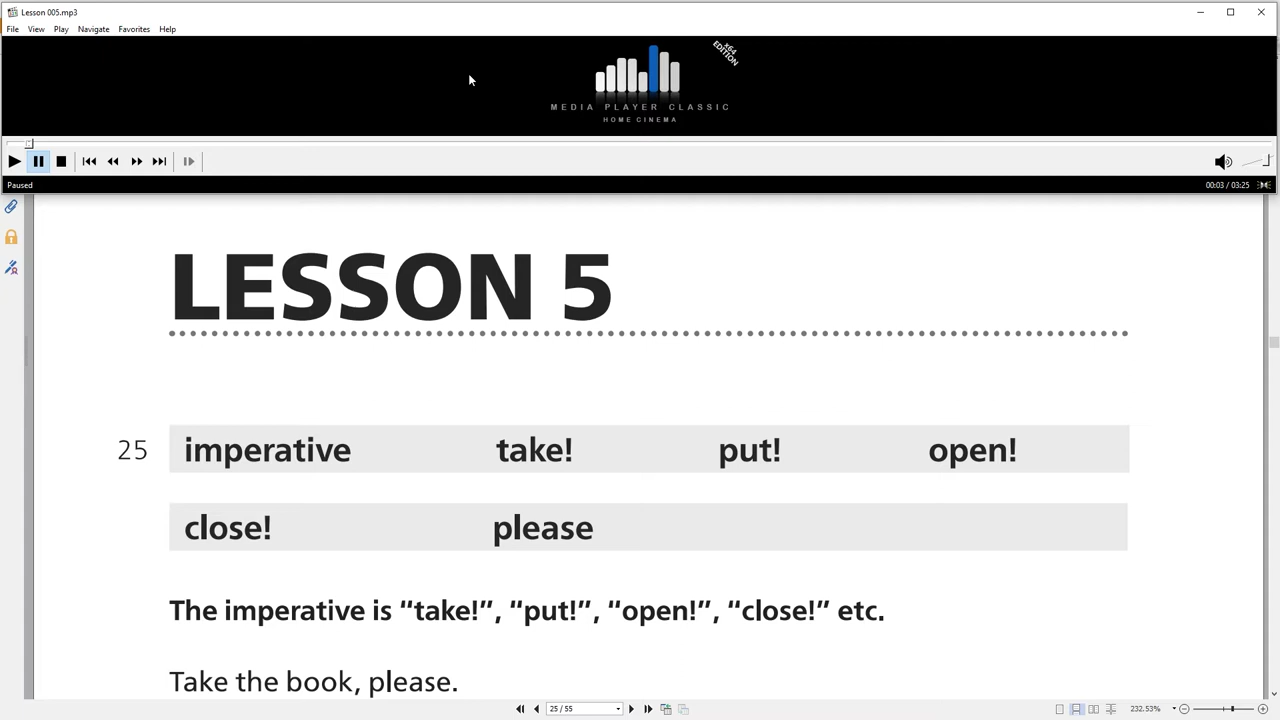 Lesson 005.mp3
File View Play Navigate Favorites Help
x64 EDITION
MEDIA PLAYER CLASSIC
HOME CINEMA
Paused
00:03 / 03:25
LESSON 5
25 imperative take! put! open!
close! please
The imperative is “take!”, “put!”, “open!”, “close!” etc.
Take the book, please.
25 / 55
232.53%